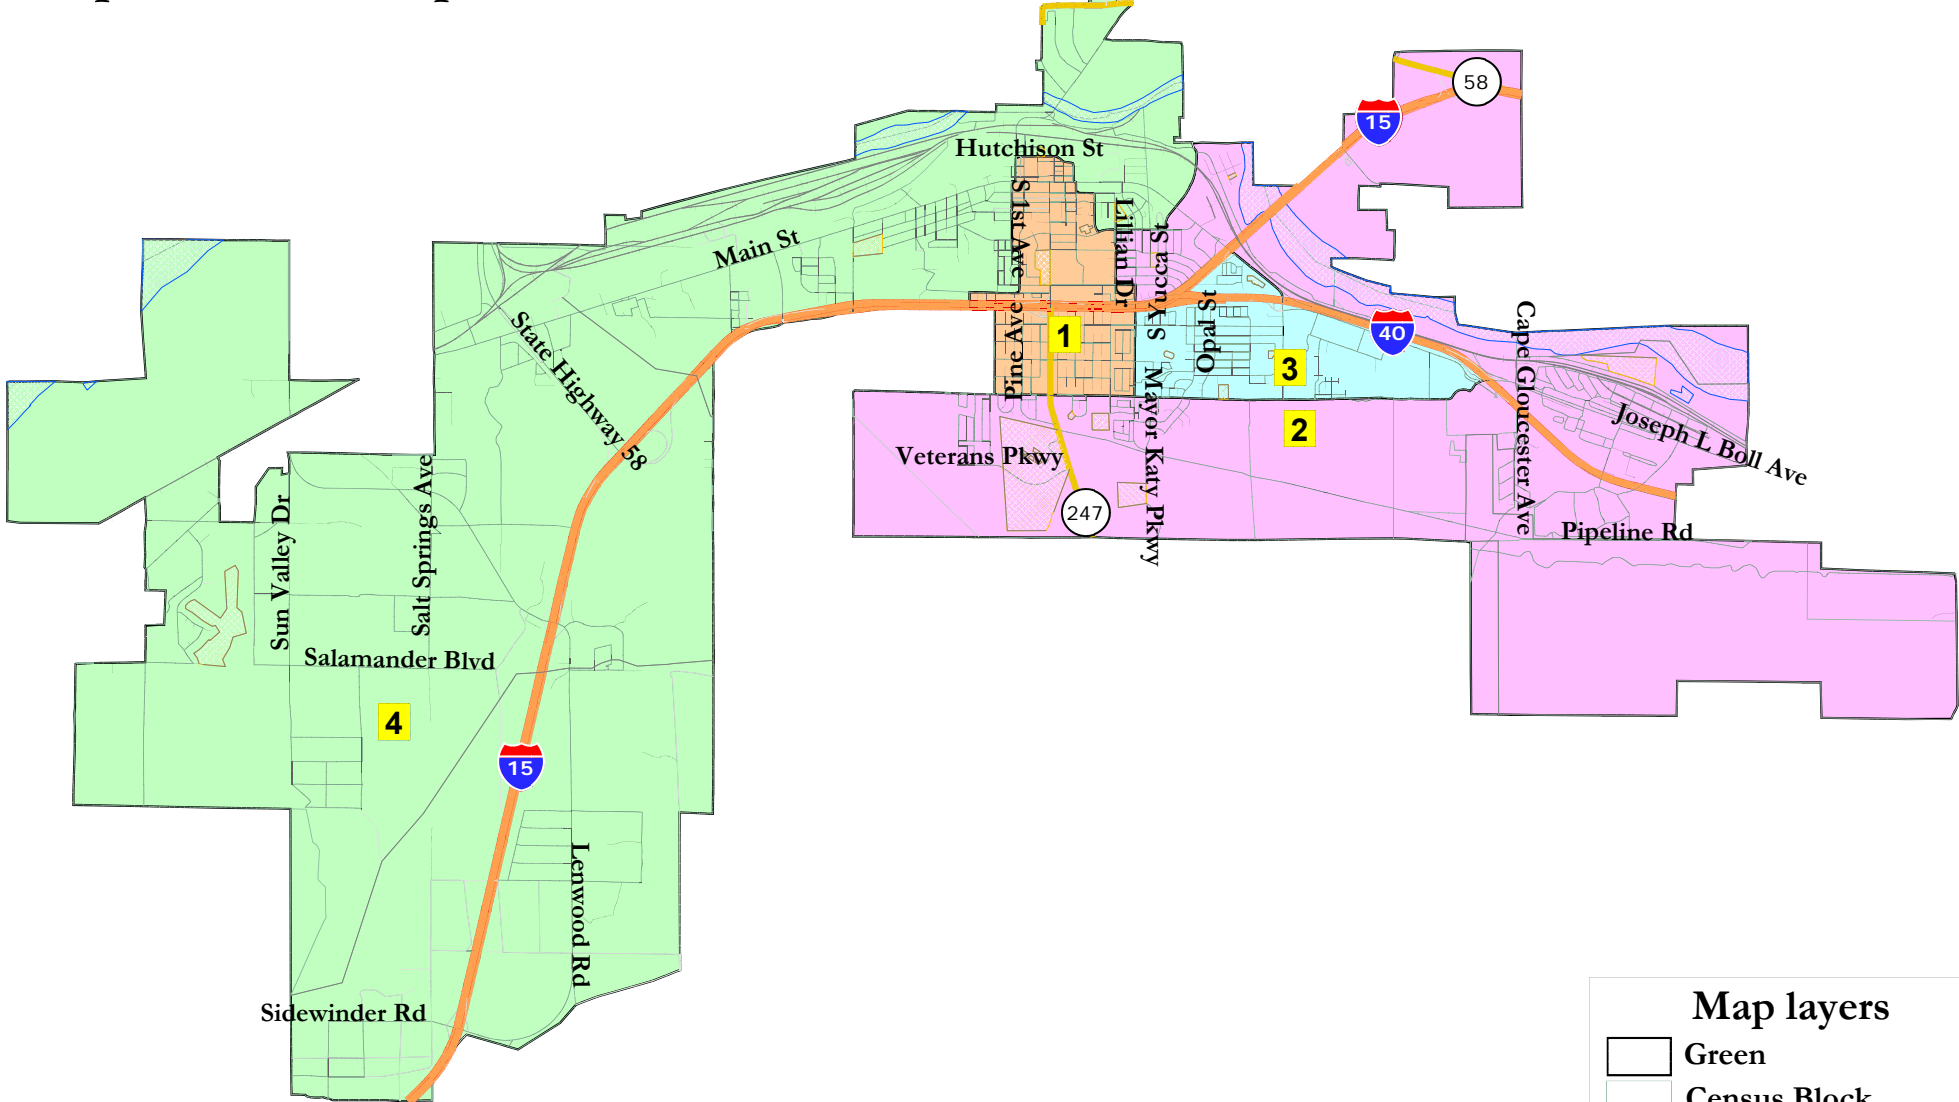 58
15
Hutchison St
S 1st Ave
Lillian Dr
S Yucca St
Main St
Opal St
Pine Ave
1
40
3
2
State Highway 58
Cape Gloucester Ave
Joseph L Boll Ave
Veterans Pkwy
Mayor Katy Pkwy
247
Pipeline Rd
Sun Valley Dr
Salt Springs Ave
Salamander Blvd
4
15
Lenwood Rd
Sidewinder Rd
Map layers
Green
Census Block